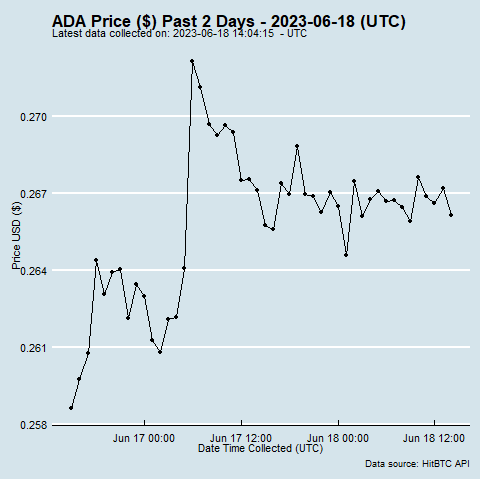 ADA Price ($) Past 2 Days - 2023-06-18 (UTC)
Latest data collected on: 2023-06-18 14:04:15  - UTC
0.270
0.267
0.264
0.261
0.258
Price USD ($)
Jun 17 00:00
Jun 17 12:00
Jun 18 00:00
Jun 18 12:00
Date Time Collected (UTC)
Data source: HitBTC API